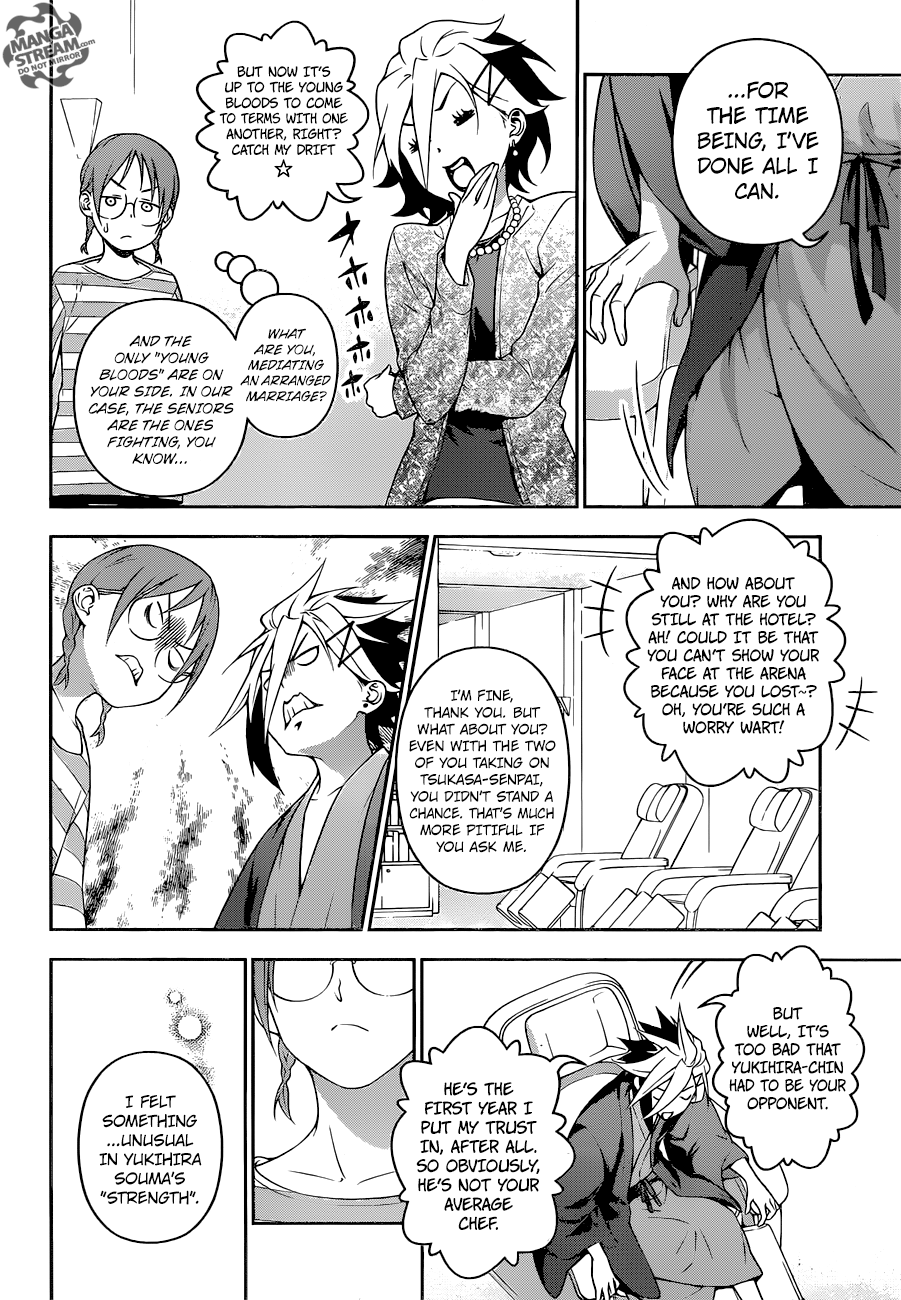 MANGA
STREAM.com
DO NOT MIRROR
...FOR
THE TIME
BEING, I'VE
DONE ALL I
CAN.
BUT NOW IT'S
UP TO THE YOUNG
BLOODS TO COME
TO TERMS WITH ONE
ANOTHER, RIGHT?
CATCH MY DRIFT
☆
ホホホホホ
WHAT
ARE YOU,
MEDIATING
AN ARRANGED
MARRIAGE?
AND THE
ONLY "YOUNG
BLOODS" ARE ON
YOUR SIDE. IN OUR
CASE, THE SENIORS
ARE THE ONES
FIGHTING, YOU
KNOW...
AND HOW ABOUT
YOU? WHY ARE YOU
STILL AT THE HOTEL?
AH! COULD IT BE THAT
YOU CAN'T SHOW YOUR
FACE AT THE ARENA
BECAUSE YOU LOST~?
OH, YOU'RE SUCH A
WORRY WART!
I'M FINE,
THANK YOU. BUT
WHAT ABOUT YOU?
EVEN WITH THE TWO
OF YOU TAKING ON
TSUKASA-SENPAI,
YOU DIDN'T STAND A
CHANCE. THAT'S MUCH
MORE PITIFUL IF
YOU ASK ME.
BUT
WELL, IT'S
TOO BAD THAT
YUKIHIRA-CHIN
HAD TO BE YOUR
OPPONENT.
HE'S THE
FIRST YEAR I
PUT MY TRUST
IN, AFTER ALL.
SO OBVIOUSLY,
HE'S NOT YOUR
AVERAGE
CHEF.
I FELT
SOMETHING
...UNUSUAL
IN YUKIHIRA
SOUMA'S
"STRENGTH".